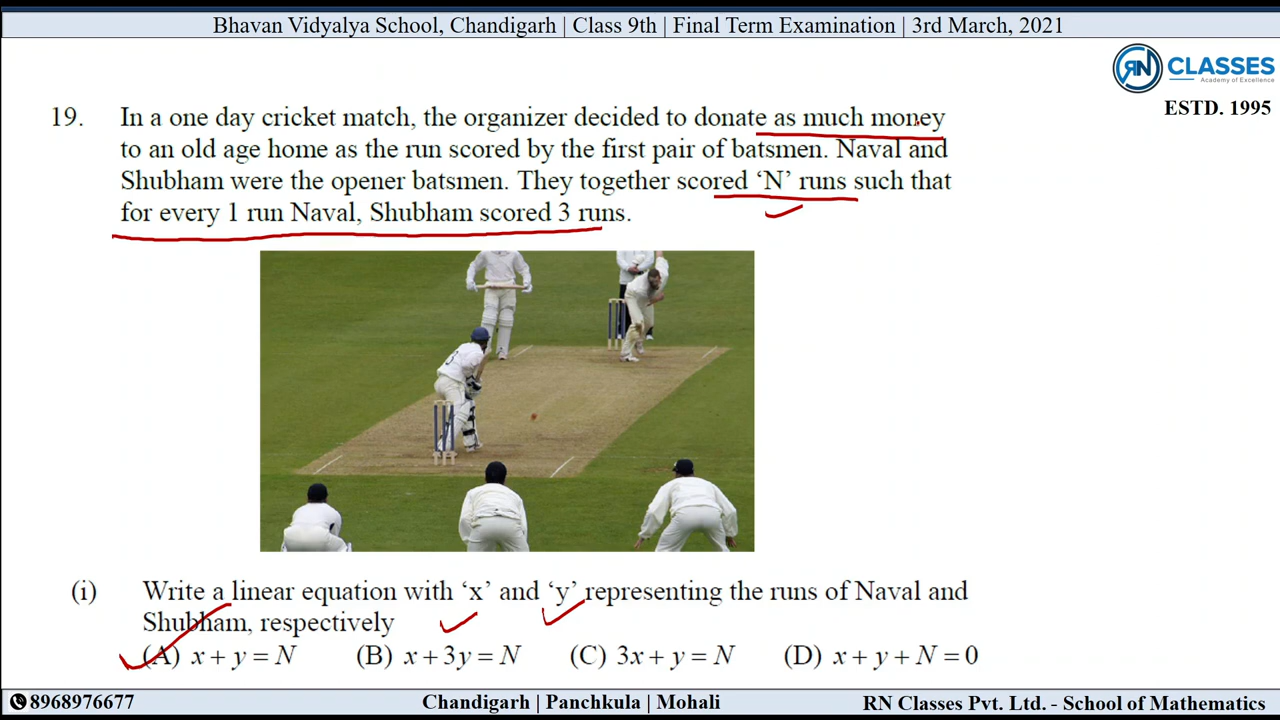 Bhavan Vidyalya School, Chandigarh | Class 9th | Final Term Examination | 3rd March, 2021
RN CLASSES
Academy of Excellence
ESTD. 1995
19. In a one day cricket match, the organizer decided to donate as much money
to an old age home as the run scored by the first pair of batsmen. Naval and
Shubham were the opener batsmen. They together scored ‘N’ runs such that
for every 1 run Naval, Shubham scored 3 runs.
(i) Write a linear equation with ‘x’ and ‘y’ representing the runs of Naval and
Shubham, respectively
(A) x + y = N (B) x + 3y = N (C) 3x + y = N (D) x + y + N = 0
8968976677 Chandigarh | Panchkula | Mohali RN Classes Pvt. Ltd. - School of Mathematics